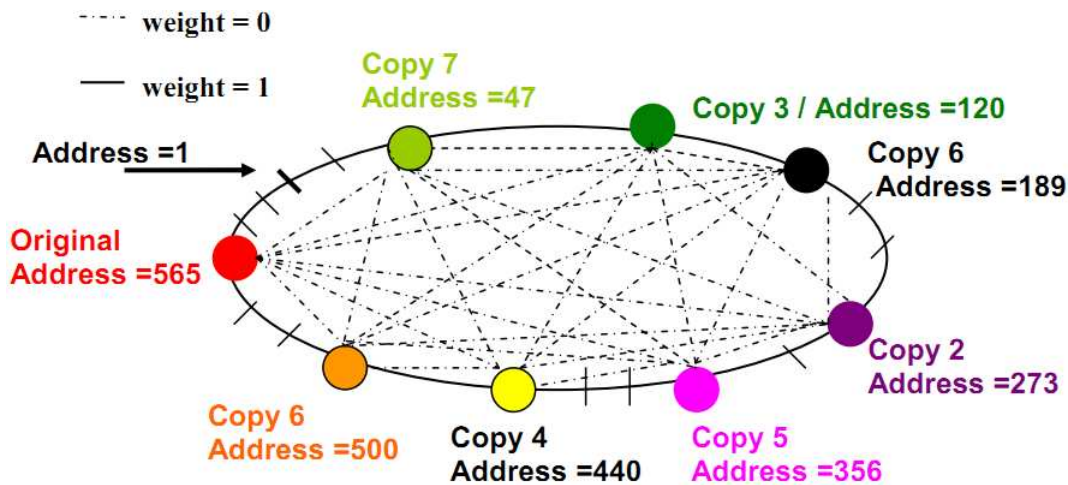 weight = 0
weight = 1
Copy 7
Address =47
Copy 3 / Address =120
Address =1
Copy 6
Address =189
Original
Address =565
Copy 2
Address =273
Copy 6
Address =500
Copy 4
Address =440
Copy 5
Address =356